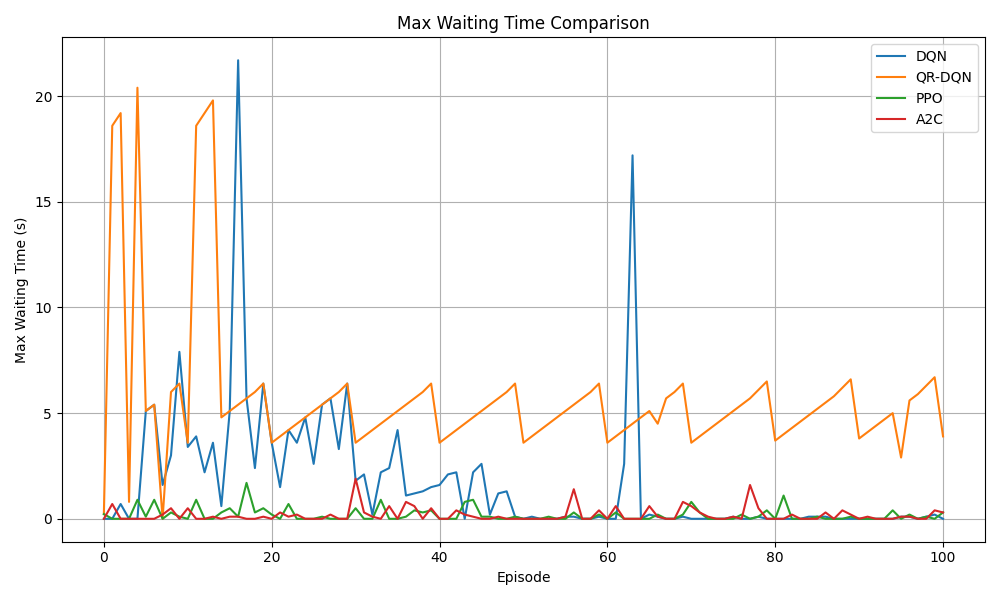 Max Waiting Time Comparison
DQN
QR-DQN
PPO
A2C
Max Waiting Time (s)
20
15
10
5
0
0 20 40 60 80 100
Episode